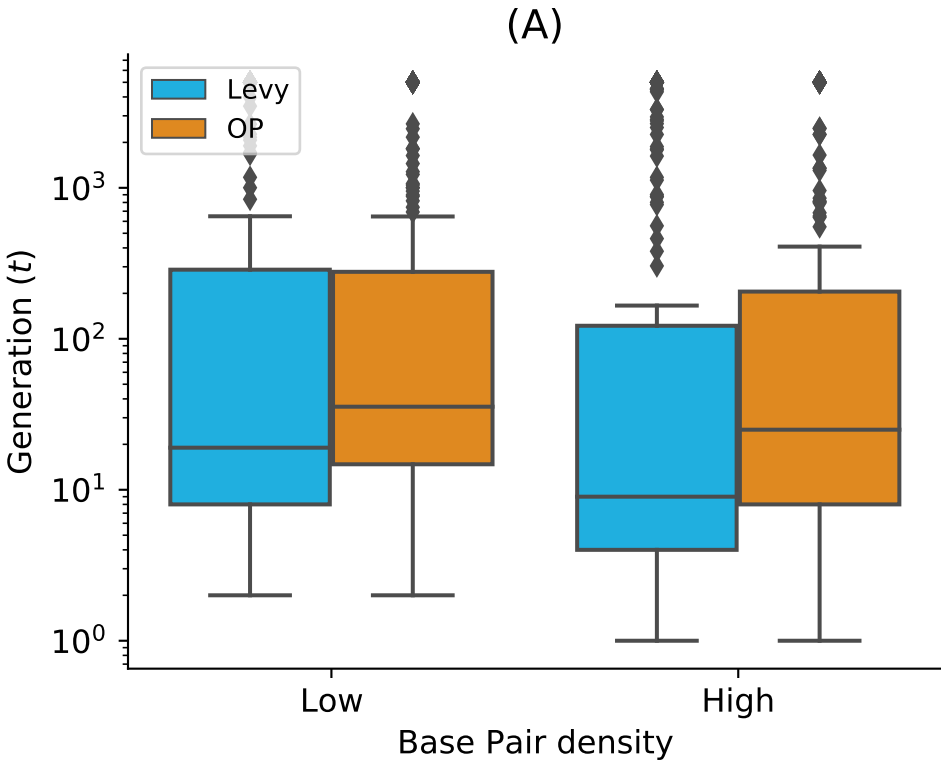 (A)
Levy
OP
10³
10²
10¹
10⁰
Generation (t)
Low
High
Base Pair density